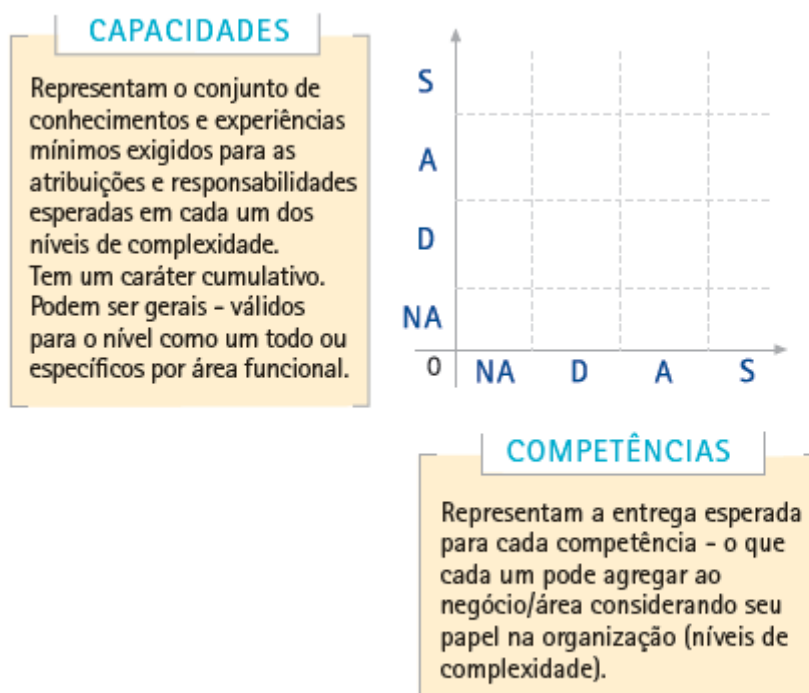 CAPACIDADES
Representam o conjunto de
conhecimentos e experiências
mínimos exigidos para as
atribuições e responsabilidades
esperadas em cada um dos
níveis de complexidade.
Tem um caráter cumulativo.
Podem ser gerais - válidos
para o nível como um todo ou
específicos por área funcional.
S
A
D
NA
0 NA D A S
COMPETÊNCIAS
Representam a entrega esperada
para cada competência - o que
cada um pode agregar ao
negócio/área considerando seu
papel na organização (níveis de
complexidade).